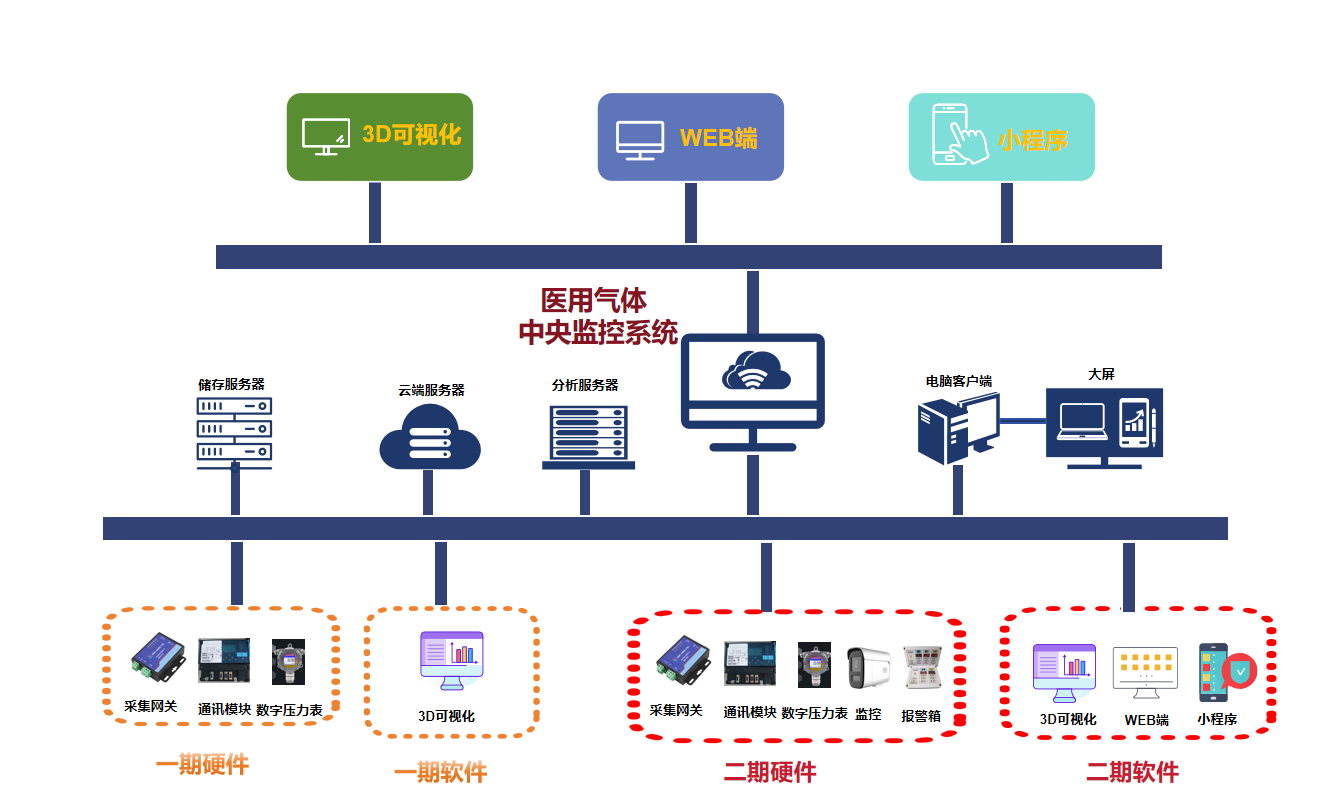 3D可视化
WEB端
小程序
医用气体
中央监控系统
储存服务器
云端服务器
分析服务器
电脑客户端
大屏
采集网关
通讯模块
数字压力表
3D可视化
采集网关
通讯模块
数字压力表
监控
报警箱
3D可视化
WEB端
小程序
一期硬件
一期软件
二期硬件
二期软件